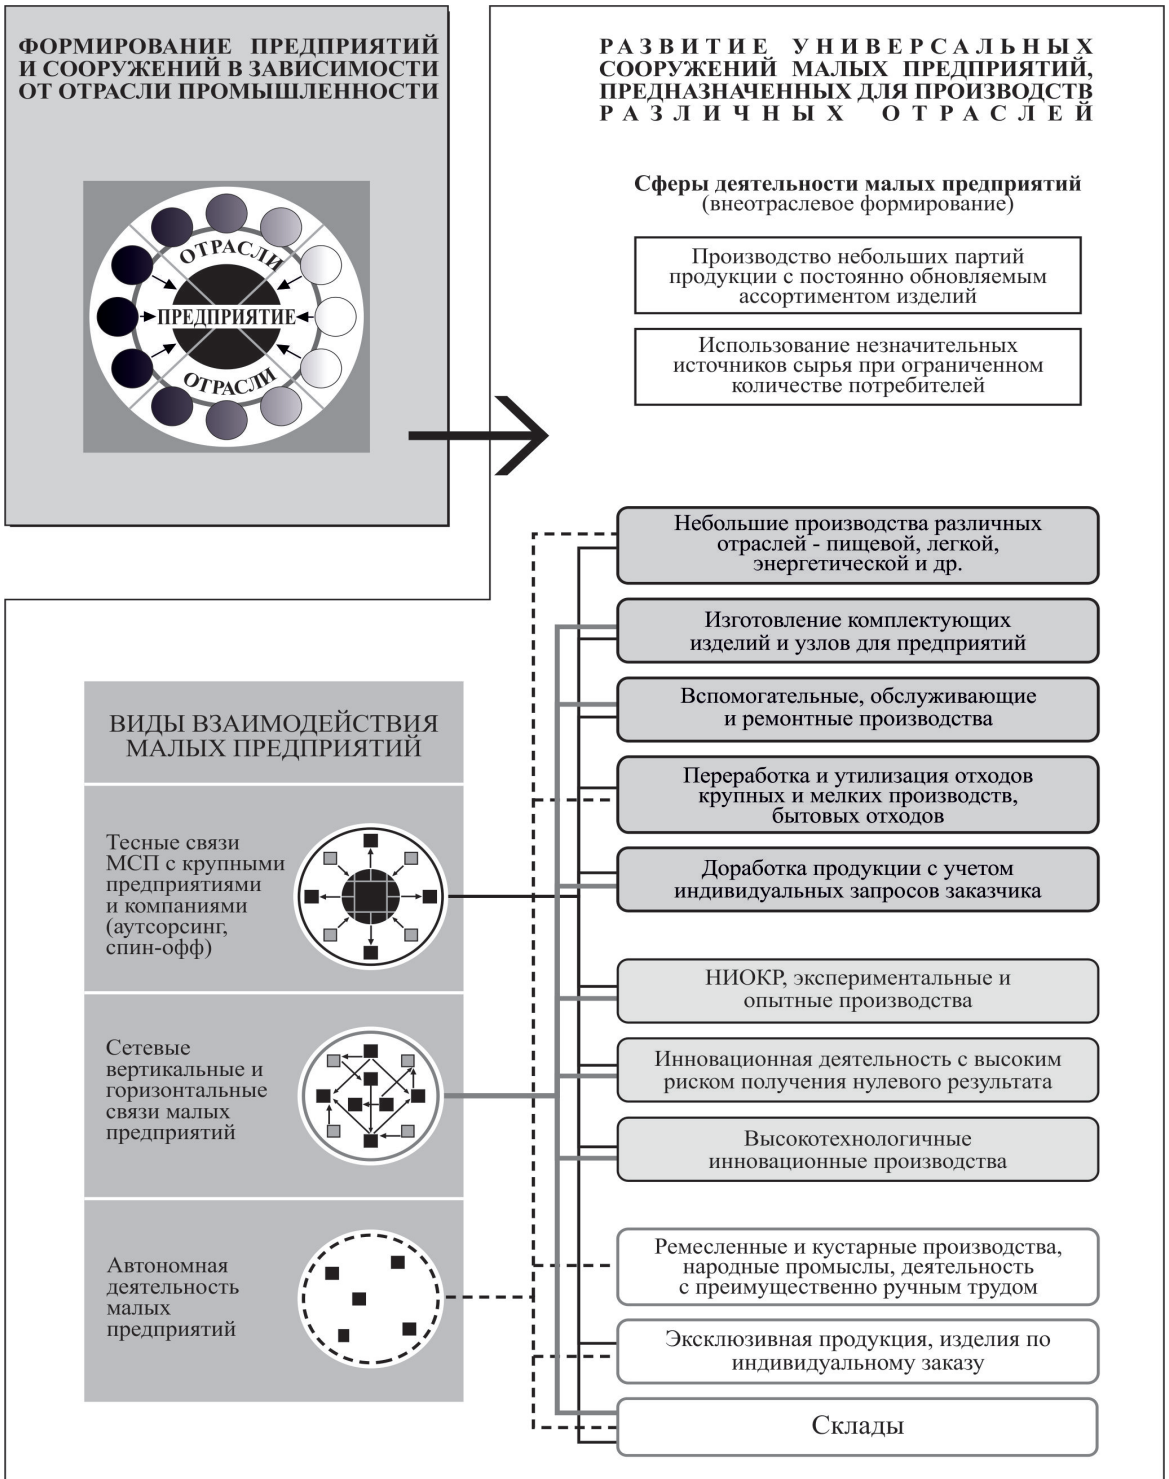 ФОРМИРОВАНИЕ ПРЕДПРИЯТИЙ
И СООРУЖЕНИЙ В ЗАВИСИМОСТИ
ОТ ОТРАСЛИ ПРОМЫШЛЕННОСТИ
ОТРАСЛИ
ПРЕДПРИЯТИЕ
ОТРАСЛИ
РАЗВИТИЕ УНИВЕРСАЛЬНЫХ
СООРУЖЕНИЙ МАЛЫХ ПРЕДПРИЯТИЙ,
ПРЕДНАЗНАЧЕННЫХ ДЛЯ ПРОИЗВОДСТВ
РАЗЛИЧНЫХ ОТРАСЛЕЙ
Сферы деятельности малых предприятий
(внеотраслевое формирование)
Производство небольших партий
продукции с постоянно обновляемым
ассортиментом изделий
Использование незначительных
источников сырья при ограниченном
количестве потребителей
Небольшие производства различных
отраслей - пищевой, легкой,
энергетической и др.
Изготовление комплектующих
изделий и узлов для предприятий
Вспомогательные, обслуживающие
и ремонтные производства
Переработка и утилизация отходов
крупных и мелких производств,
бытовых отходов
Доработка продукции с учетом
индивидуальных запросов заказчика
НИОКР, экспериментальные и
опытные производства
Инновационная деятельность с высоким
риском получения нулевого результата
Высокотехнологичные
инновационные производства
Ремесленные и кустарные производства,
народные промыслы, деятельность
с преимущественно ручным трудом
Эксклюзивная продукция, изделия по
индивидуальному заказу
Склады
ВИДЫ ВЗАИМОДЕЙСТВИЯ
МАЛЫХ ПРЕДПРИЯТИЙ
Тесные связи
МСП с крупными
предприятиями
и компаниями
(аутсорсинг,
спин-офф)
Сетевые
вертикальные и
горизонтальные
связи малых
предприятий
Автономная
деятельность
малых
предприятий